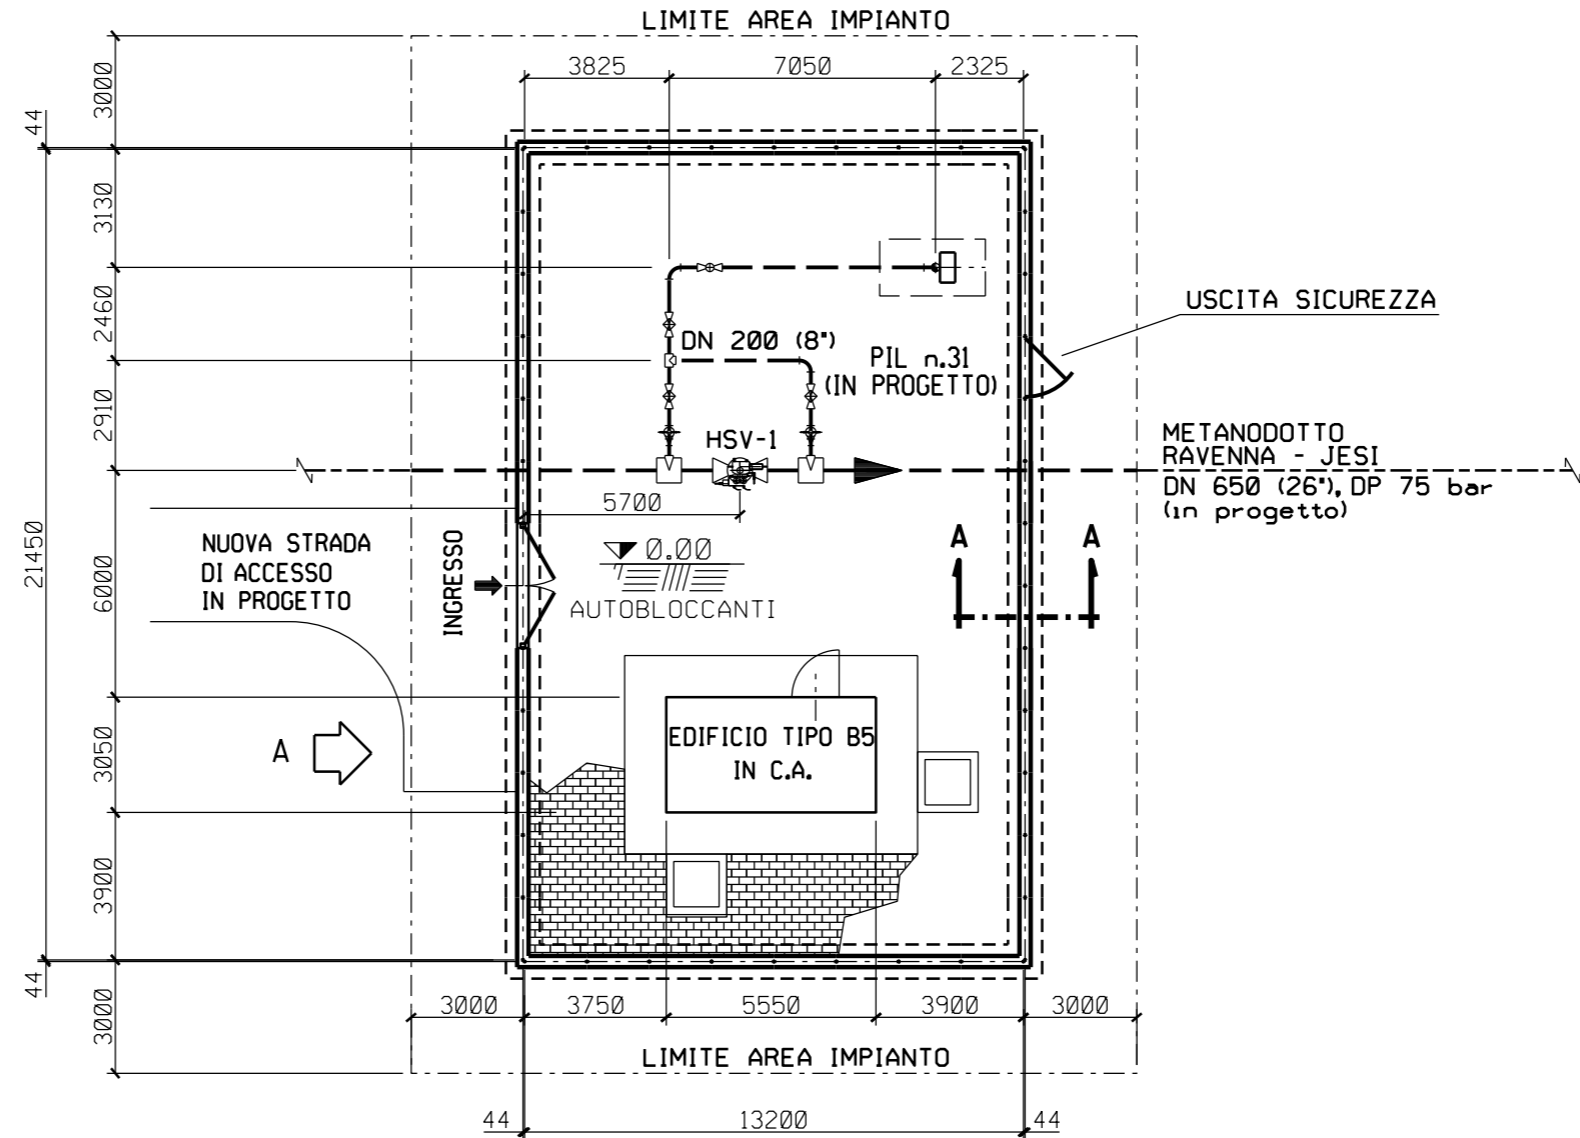 LIMITE AREA IMPIANTO
3825
7050
2325
3000
44
3130
2460
2910
21450
6000
3050
3900
44
3000
USCITA SICUREZZA
DN 200 (8")
PIL n.31
(IN PROGETTO)
HSV-1
METANODOTTO
RAVENNA - JESI
DN 650 (26"), DP 75 bar
(in progetto)
5700
NUOVA STRADA
DI ACCESSO
IN PROGETTO
INGRESSO
0.00
AUTOBLOCCANTI
A
A
A
EDIFICIO TIPO B5
IN C.A.
3000
3750
5550
3900
3000
LIMITE AREA IMPIANTO
44
13200
44